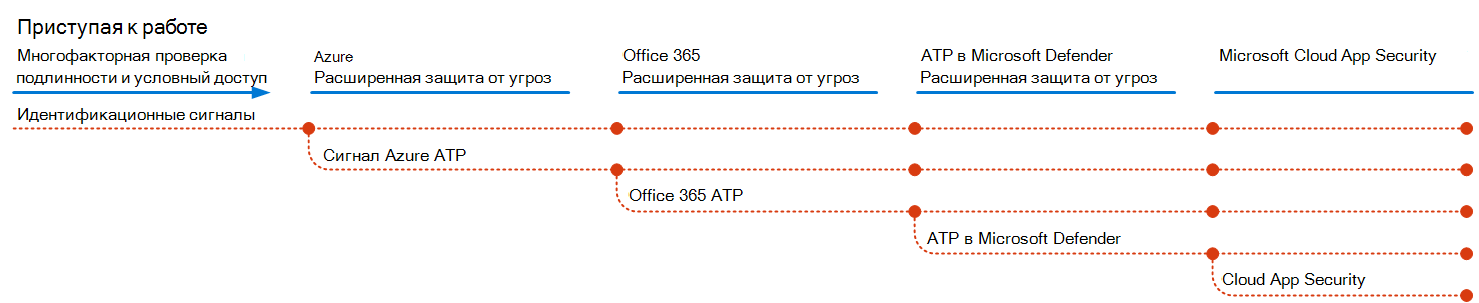 Приступая к работе
Многофакторная проверка
подлинности и условный доступ
Azure
Расширенная защита от угроз
Office 365
Расширенная защита от угроз
ATP в Microsoft Defender
Расширенная защита от угроз
Microsoft Cloud App Security
Идентификационные сигналы
Сигнал Azure ATP
Office 365 ATP
ATP в Microsoft Defender
Cloud App Security